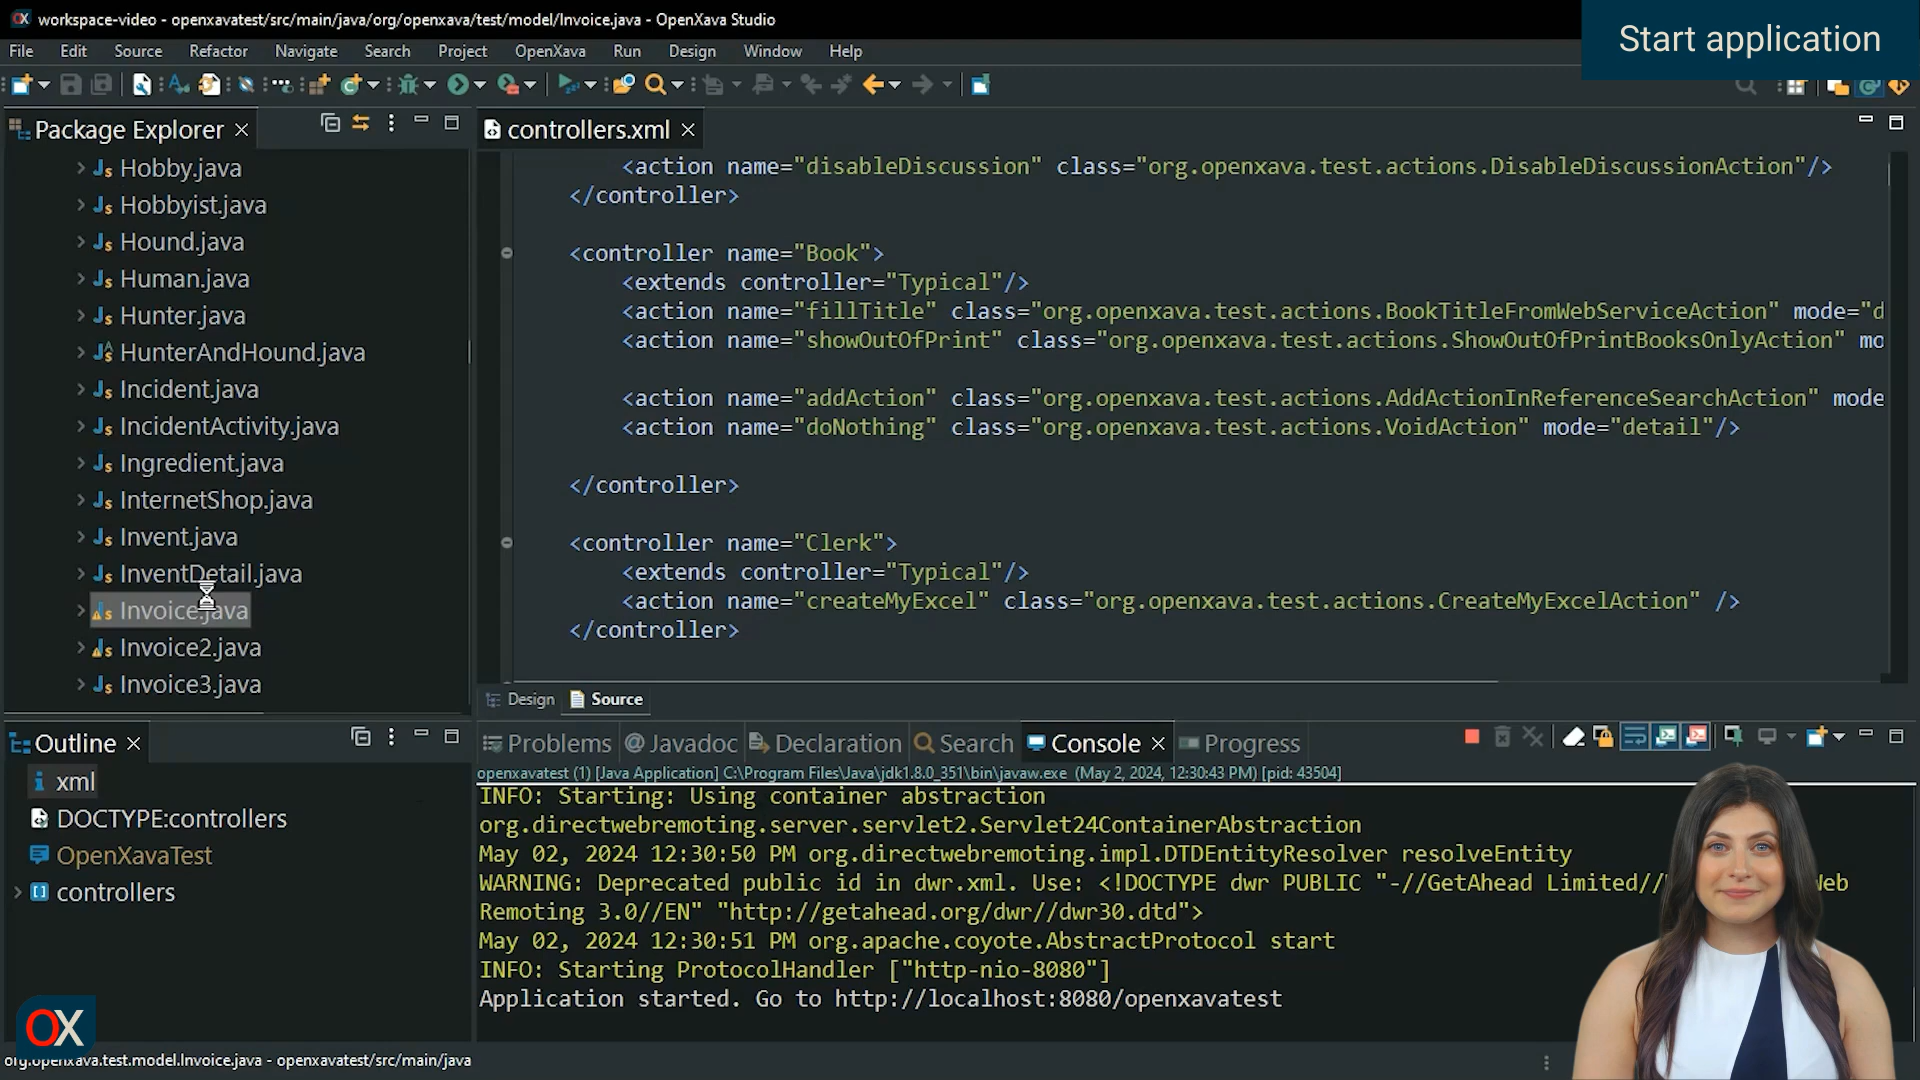 workspace-video - openxavatest/src/main/java/org/openxava/test/model/Invoice.java - OpenXava Studio
Start application
File Edit Source Refactor Navigate Search Project OpenXava Run Design Window Help
Package Explorer
Hobby.java
Hobbyist.java
Hound.java
Human.java
Hunter.java
HunterAndHound.java
Incident.java
IncidentActivity.java
Ingredient.java
InternetShop.java
Invent.java
InventDetail.java
Invoice.java
Invoice2.java
Invoice3.java
controllers.xml
<action name="disableDiscussion" class="org.openxava.test.actions.DisableDiscussionAction"/>
</controller>
<controller name="Book">
<extends controller="Typical"/>
<action name="fillTitle" class="org.openxava.test.actions.BookTitleFromWebServiceAction" mode="d
<action name="showOutOfPrint" class="org.openxava.test.actions.ShowOutOfPrintBooksOnlyAction" mo
<action name="addAction" class="org.openxava.test.actions.AddActionInReferenceSearchAction" mode
<action name="doNothing" class="org.openxava.test.actions.VoidAction" mode="detail"/>
</controller>
<controller name="Clerk">
<extends controller="Typical"/>
<action name="createMyExcel" class="org.openxava.test.actions.CreateMyExcelAction" />
</controller>
Design Source
Outline
xml
DOCTYPE:controllers
OpenXavaTest
controllers
Problems Javadoc Declaration Search Console Progress
openxavatest (1) [Java Application] C:\Program Files\Java\jdk1.8.0_351\bin\javaw.exe (May 2, 2024, 12:30:43 PM) [pid: 43504]
INFO: Starting: Using container abstraction
org.directwebremoting.server.servlet2.Servlet24ContainerAbstraction
May 02, 2024 12:30:50 PM org.directwebremoting.impl.DTDEntityResolver resolveEntity
WARNING: Deprecated public id in dwr.xml. Use: <!DOCTYPE dwr PUBLIC "-//GetAhead Limited//
Remoting 3.0//EN" "http://getahead.org/dwr//dwr30.dtd">
May 02, 2024 12:30:51 PM org.apache.coyote.AbstractProtocol start
INFO: Starting ProtocolHandler ["http-nio-8080"]
Application started. Go to http://localhost:8080/openxavatest
OX
org.openxava.test.model.Invoice.java - openxavatest/src/main/java